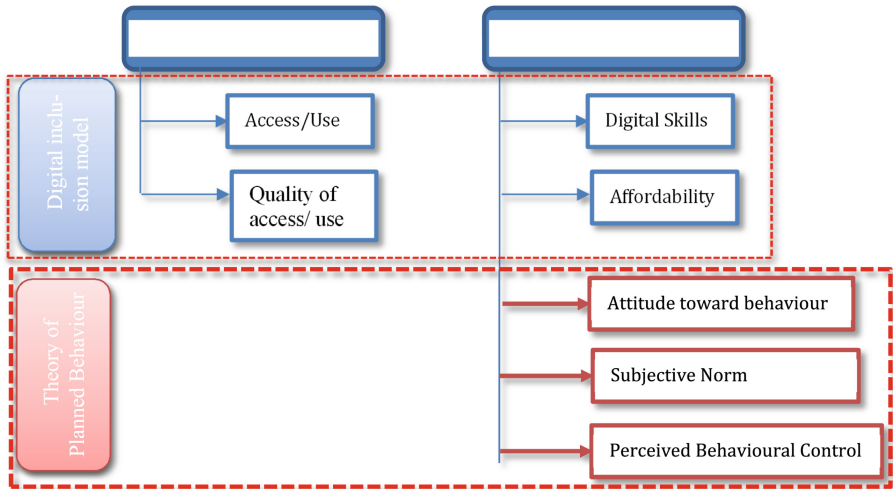 Digital inclu-
sion model
Access/Use
Quality of
access/ use
Digital Skills
Affordability
Theory of
Planned Behaviour
Attitude toward behaviour
Subjective Norm
Perceived Behavioural Control